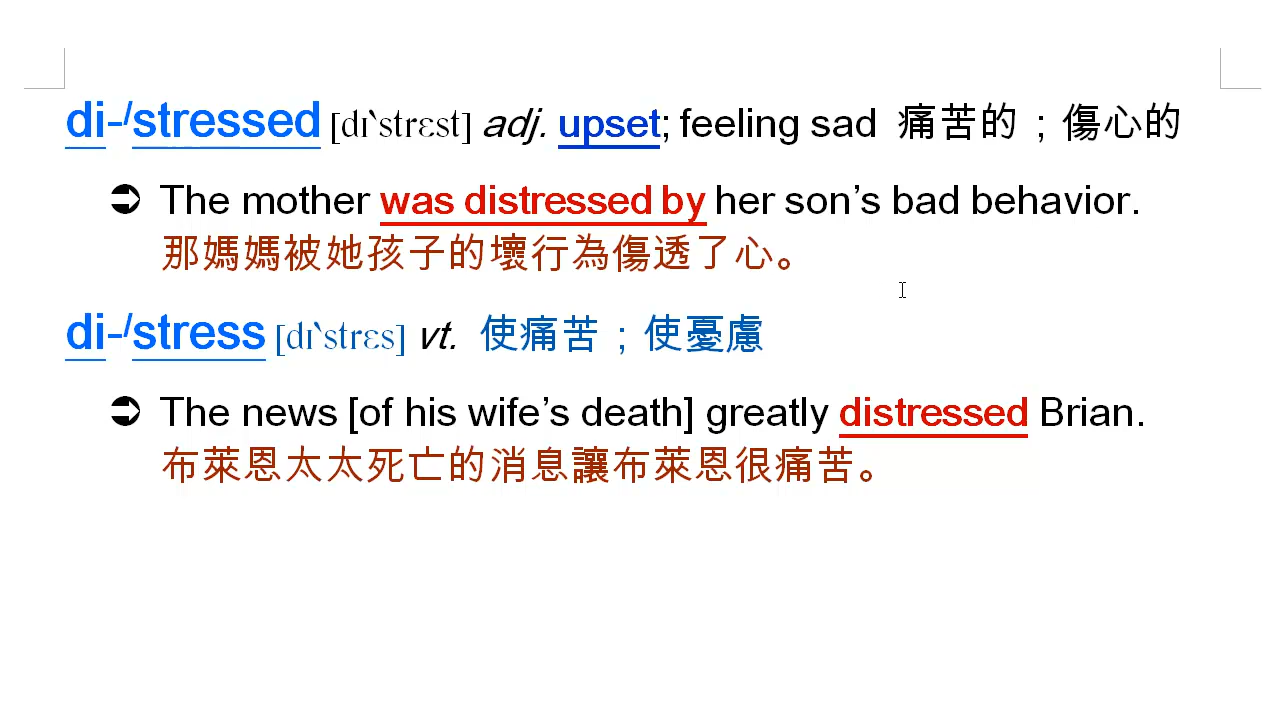 di-/stressed [dɪˋstrɛst] adj. upset; feeling sad 痛苦的；傷心的
➲ The mother was distressed by her son’s bad behavior.
那媽媽被她孩子的壞行為傷透了心。
di-/stress [dɪˋstrɛs] vt. 使痛苦；使憂慮
➲ The news [of his wife’s death] greatly distressed Brian.
布萊恩太太死亡的消息讓布萊恩很痛苦。